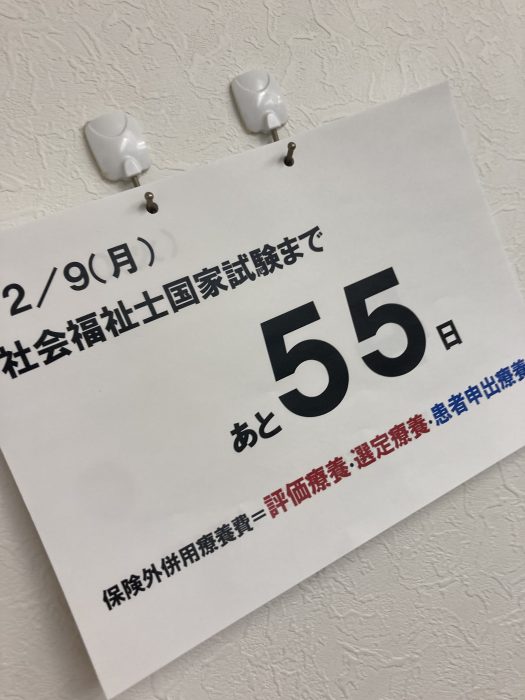 2/9(月)
社会福祉士国家試験まで
あと55日
保険外併用療養費=評価療養・選定療養・患者申出療養